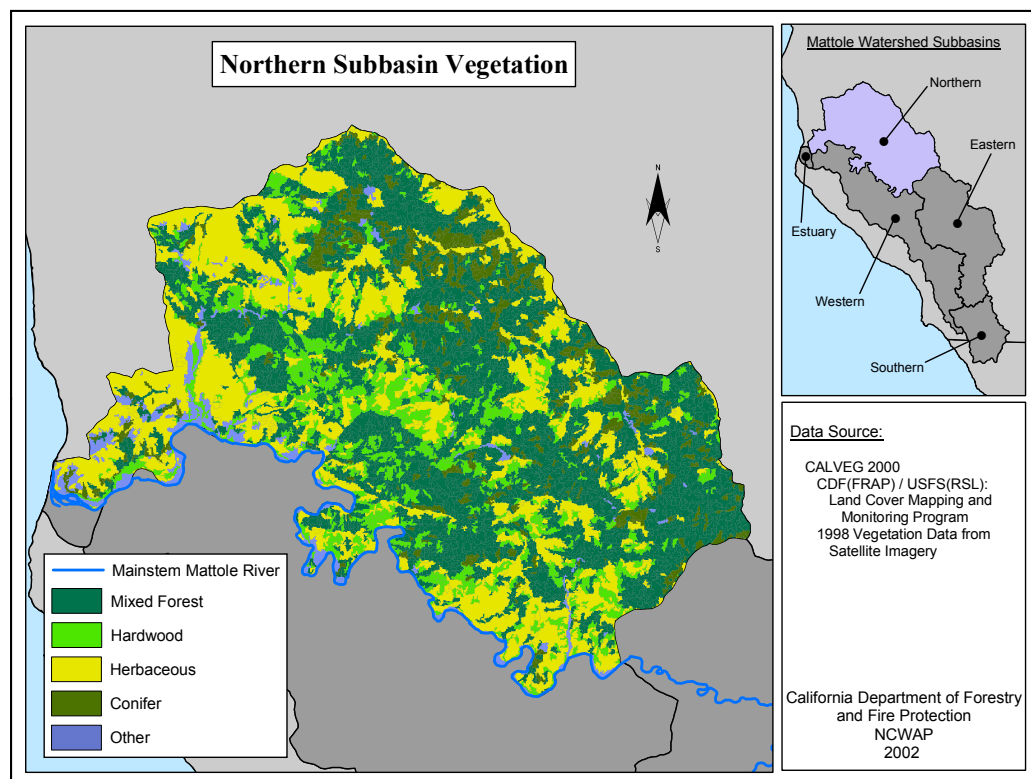 Northern Subbasin Vegetation
N
S
Mainstem Mattole River
Mixed Forest
Hardwood
Herbaceous
Conifer
Other
Mattole Watershed Subbasins
Northern
Eastern
Estuary
Western
Southern
Data Source:
CALVEG 2000
CDF(FRAP) / USFS(RSL):
Land Cover Mapping and
Monitoring Program
1998 Vegetation Data from
Satellite Imagery
California Department of Forestry
and Fire Protection
NCWAP
2002